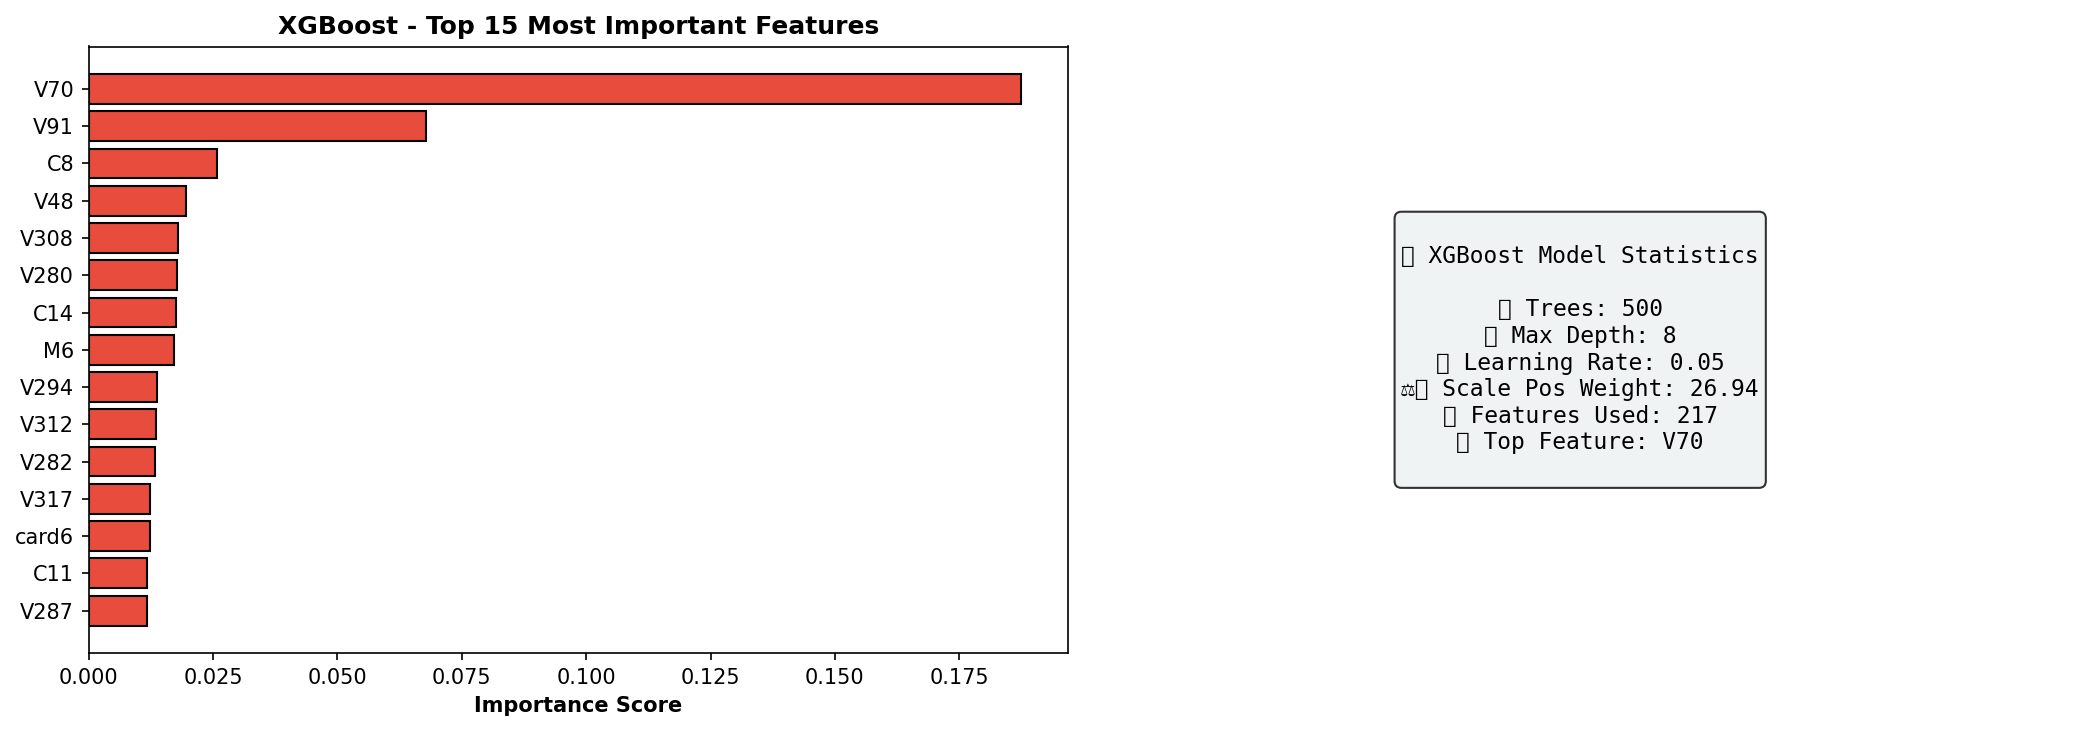 XGBoost - Top 15 Most Important Features
V70
V91
C8
V48
V308
V280
C14
M6
V294
V312
V282
V317
card6
C11
V287
0.000 0.025 0.050 0.075 0.100 0.125 0.150 0.175
Importance Score
▯ XGBoost Model Statistics
▯ Trees: 500
▯ Max Depth: 8
▯ Learning Rate: 0.05
⚖▯ Scale Pos Weight: 26.94
▯ Features Used: 217
▯ Top Feature: V70